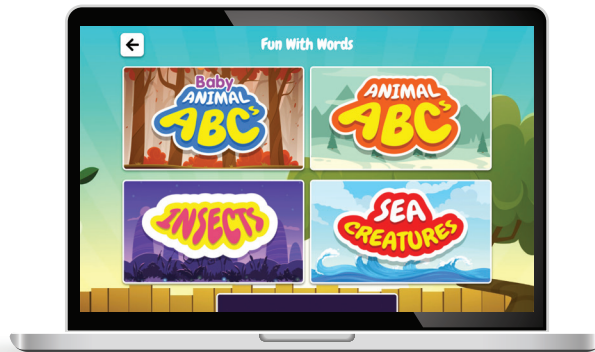 Fun With Words
Baby
ANIMAL
ABC's
ANIMAL
ABC's
INSECTS
SEA
CREATURES